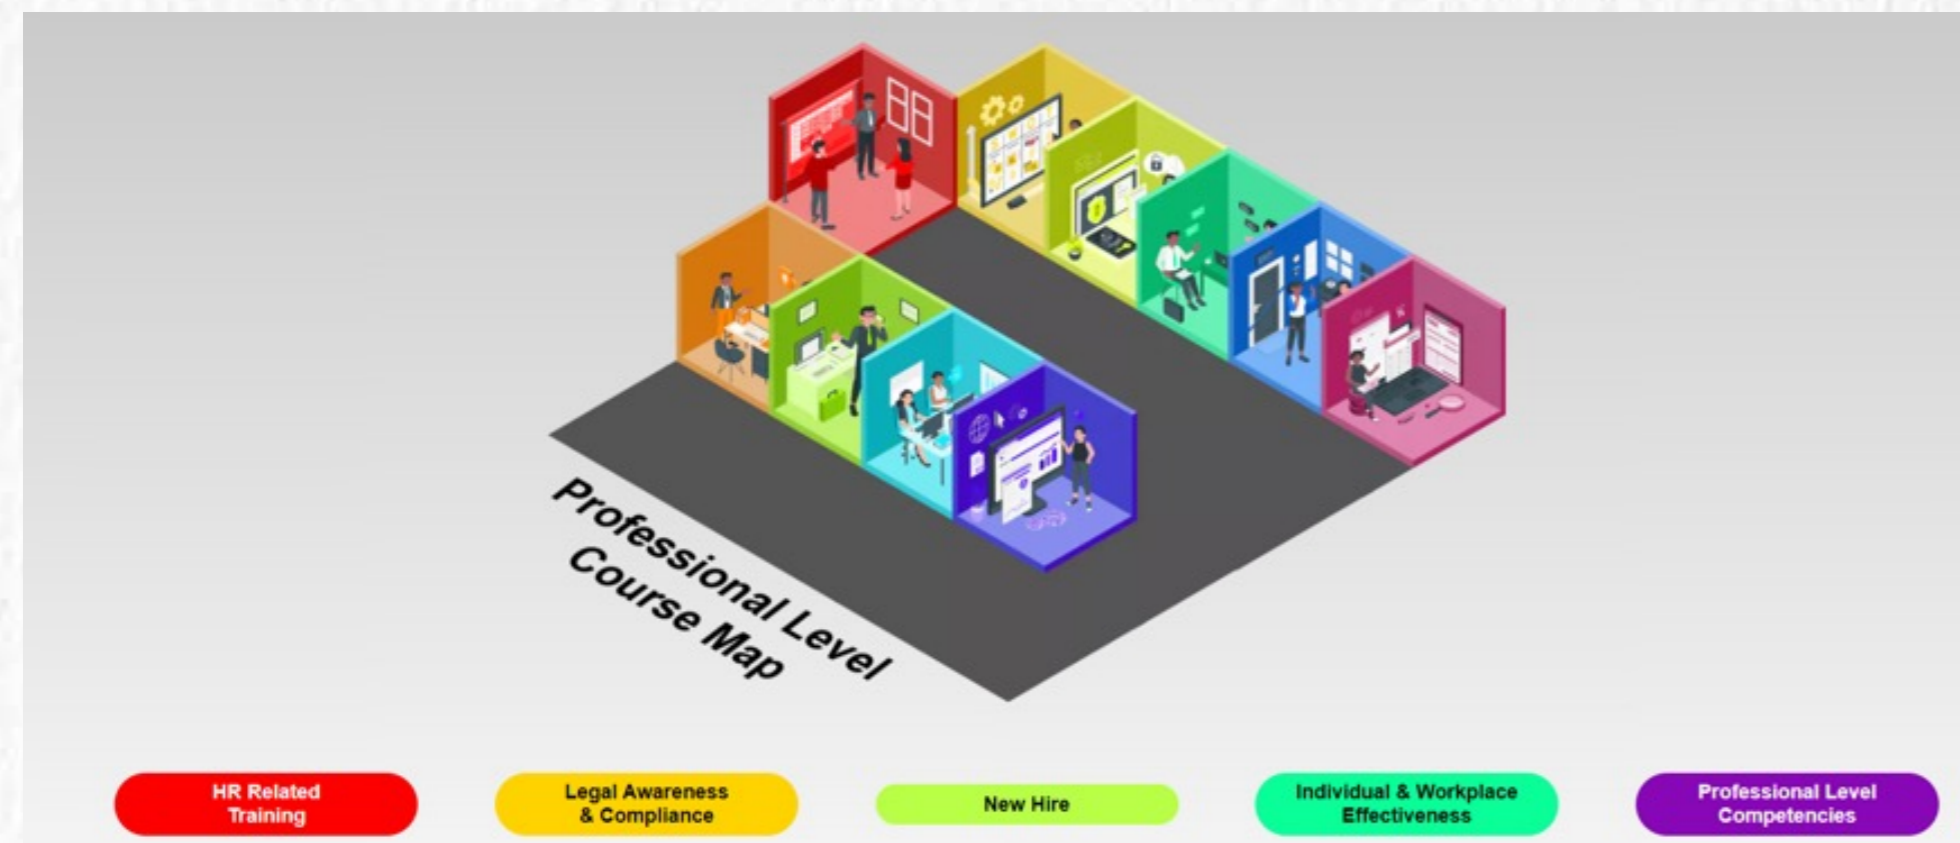 Professional Level
Course Map
HR Related
Training
Legal Awareness
& Compliance
New Hire
Individual & Workplace
Effectiveness
Professional Level
Competencies